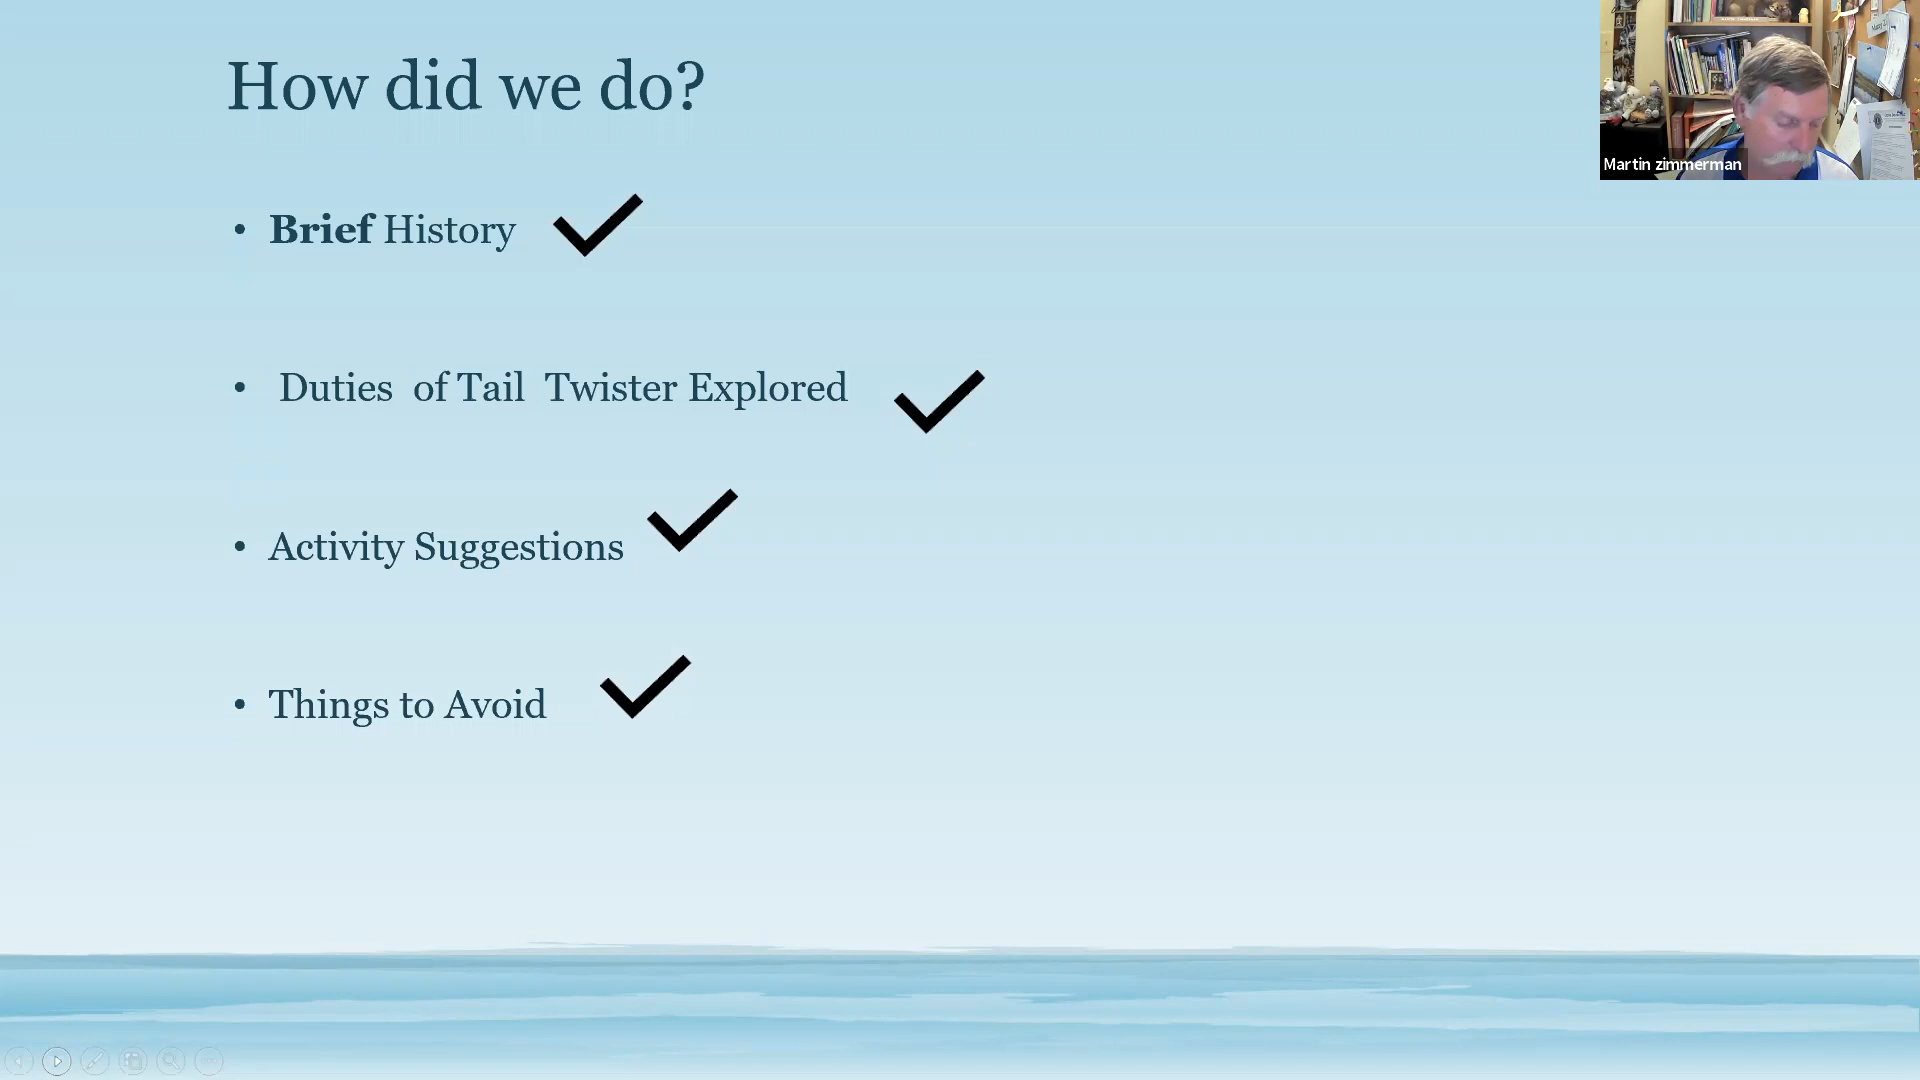 How did we do?
• Brief History
• Duties of Tail Twister Explored
• Activity Suggestions
• Things to Avoid
Martin zimmerman